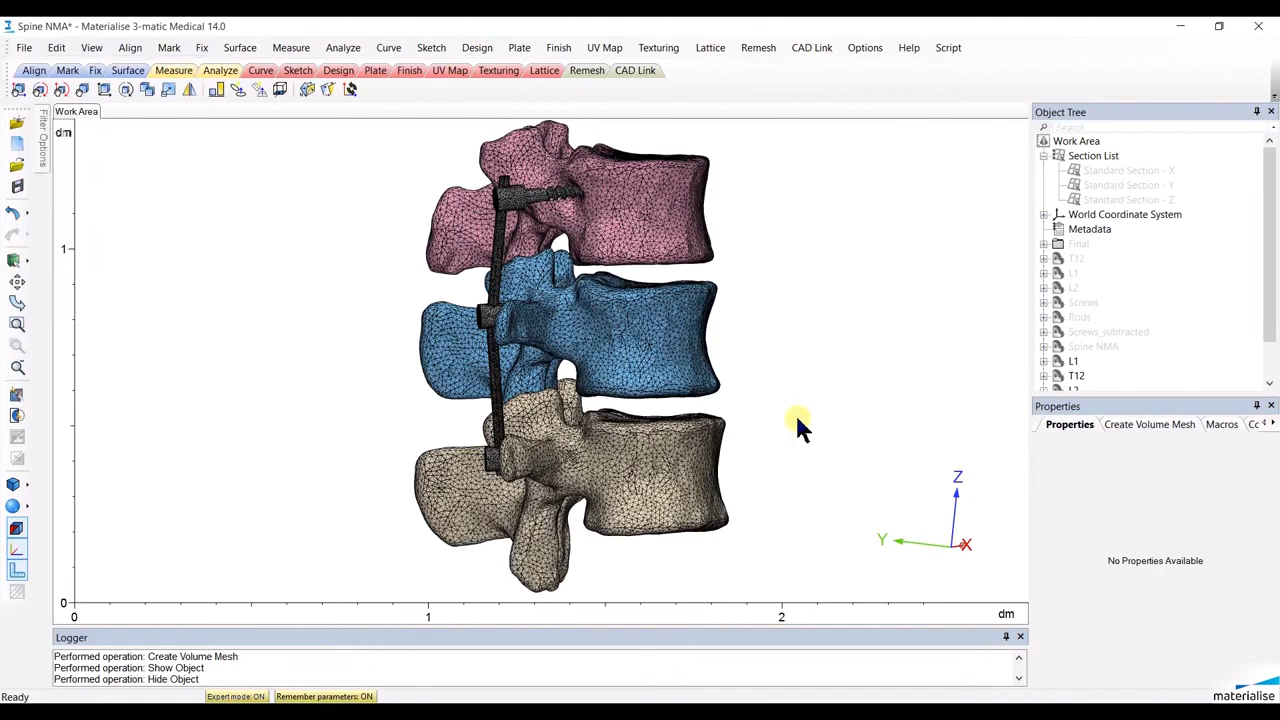 Spine NMA* - Materialise 3-matic Medical 14.0
File Edit View Align Mark Fix Surface Measure Analyze Curve Sketch Design Plate Finish UV Map Texturing Lattice Remesh CAD Link Options Help Script
Align Mark Fix Surface Measure Analyze Curve Sketch Design Plate Finish UV Map Texturing Lattice Remesh CAD Link
Filter Options
Work Area
dm
1
0
0 1 2 dm
Z
Y
X
Object Tree
Search
Work Area
Section List
Standard Section - X
Standard Section - Y
Standard Section - Z
World Coordinate System
Metadata
Final
T12
L1
L2
Screws
Rods
Screws_subtracted
Spine NMA
L1
T12
L2
Properties
Properties Create Volume Mesh Macros Co
No Properties Available
Logger
Performed operation: Create Volume Mesh
Performed operation: Show Object
Performed operation: Hide Object
Ready Expert mode: ON Remember parameters: ON
materialise